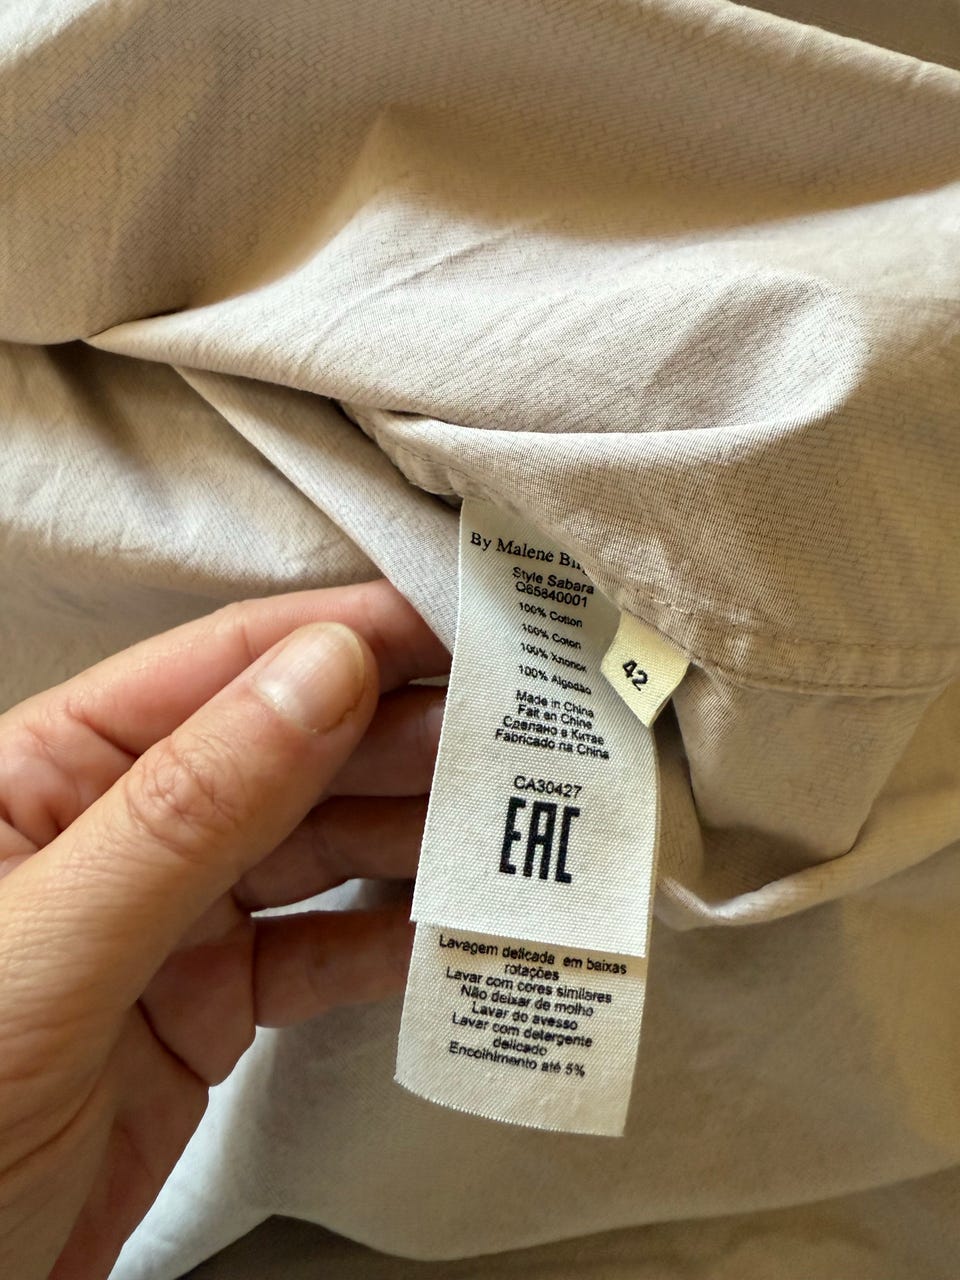 By Malene
Style Sabara
Q65840001
100% Cotton
100% Coton
100% Хлопок
100% Algodão
Made in China
Fait en Chine
Сделано в Китае
Fabricado na China
42
CA30427
EAC
Lavagem delicada em baixas
rotações
Lavar com cores similares
Não deixar de molho
Lavar do avesso
Lavar com detergente
delicado
Encolhimento até 5%